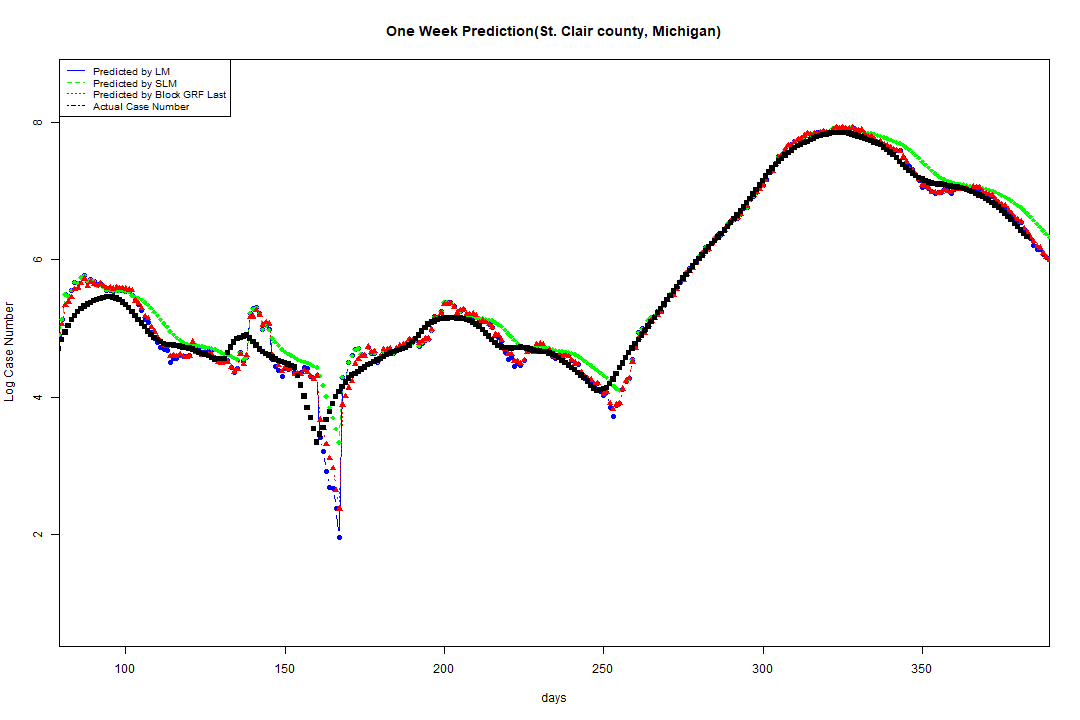 One Week Prediction(St. Clair county, Michigan)
Predicted by LM
Predicted by SLM
Predicted by Block GRF Last
Actual Case Number
8
6
4
2
Log Case Number
100 150 200 250 300 350
days